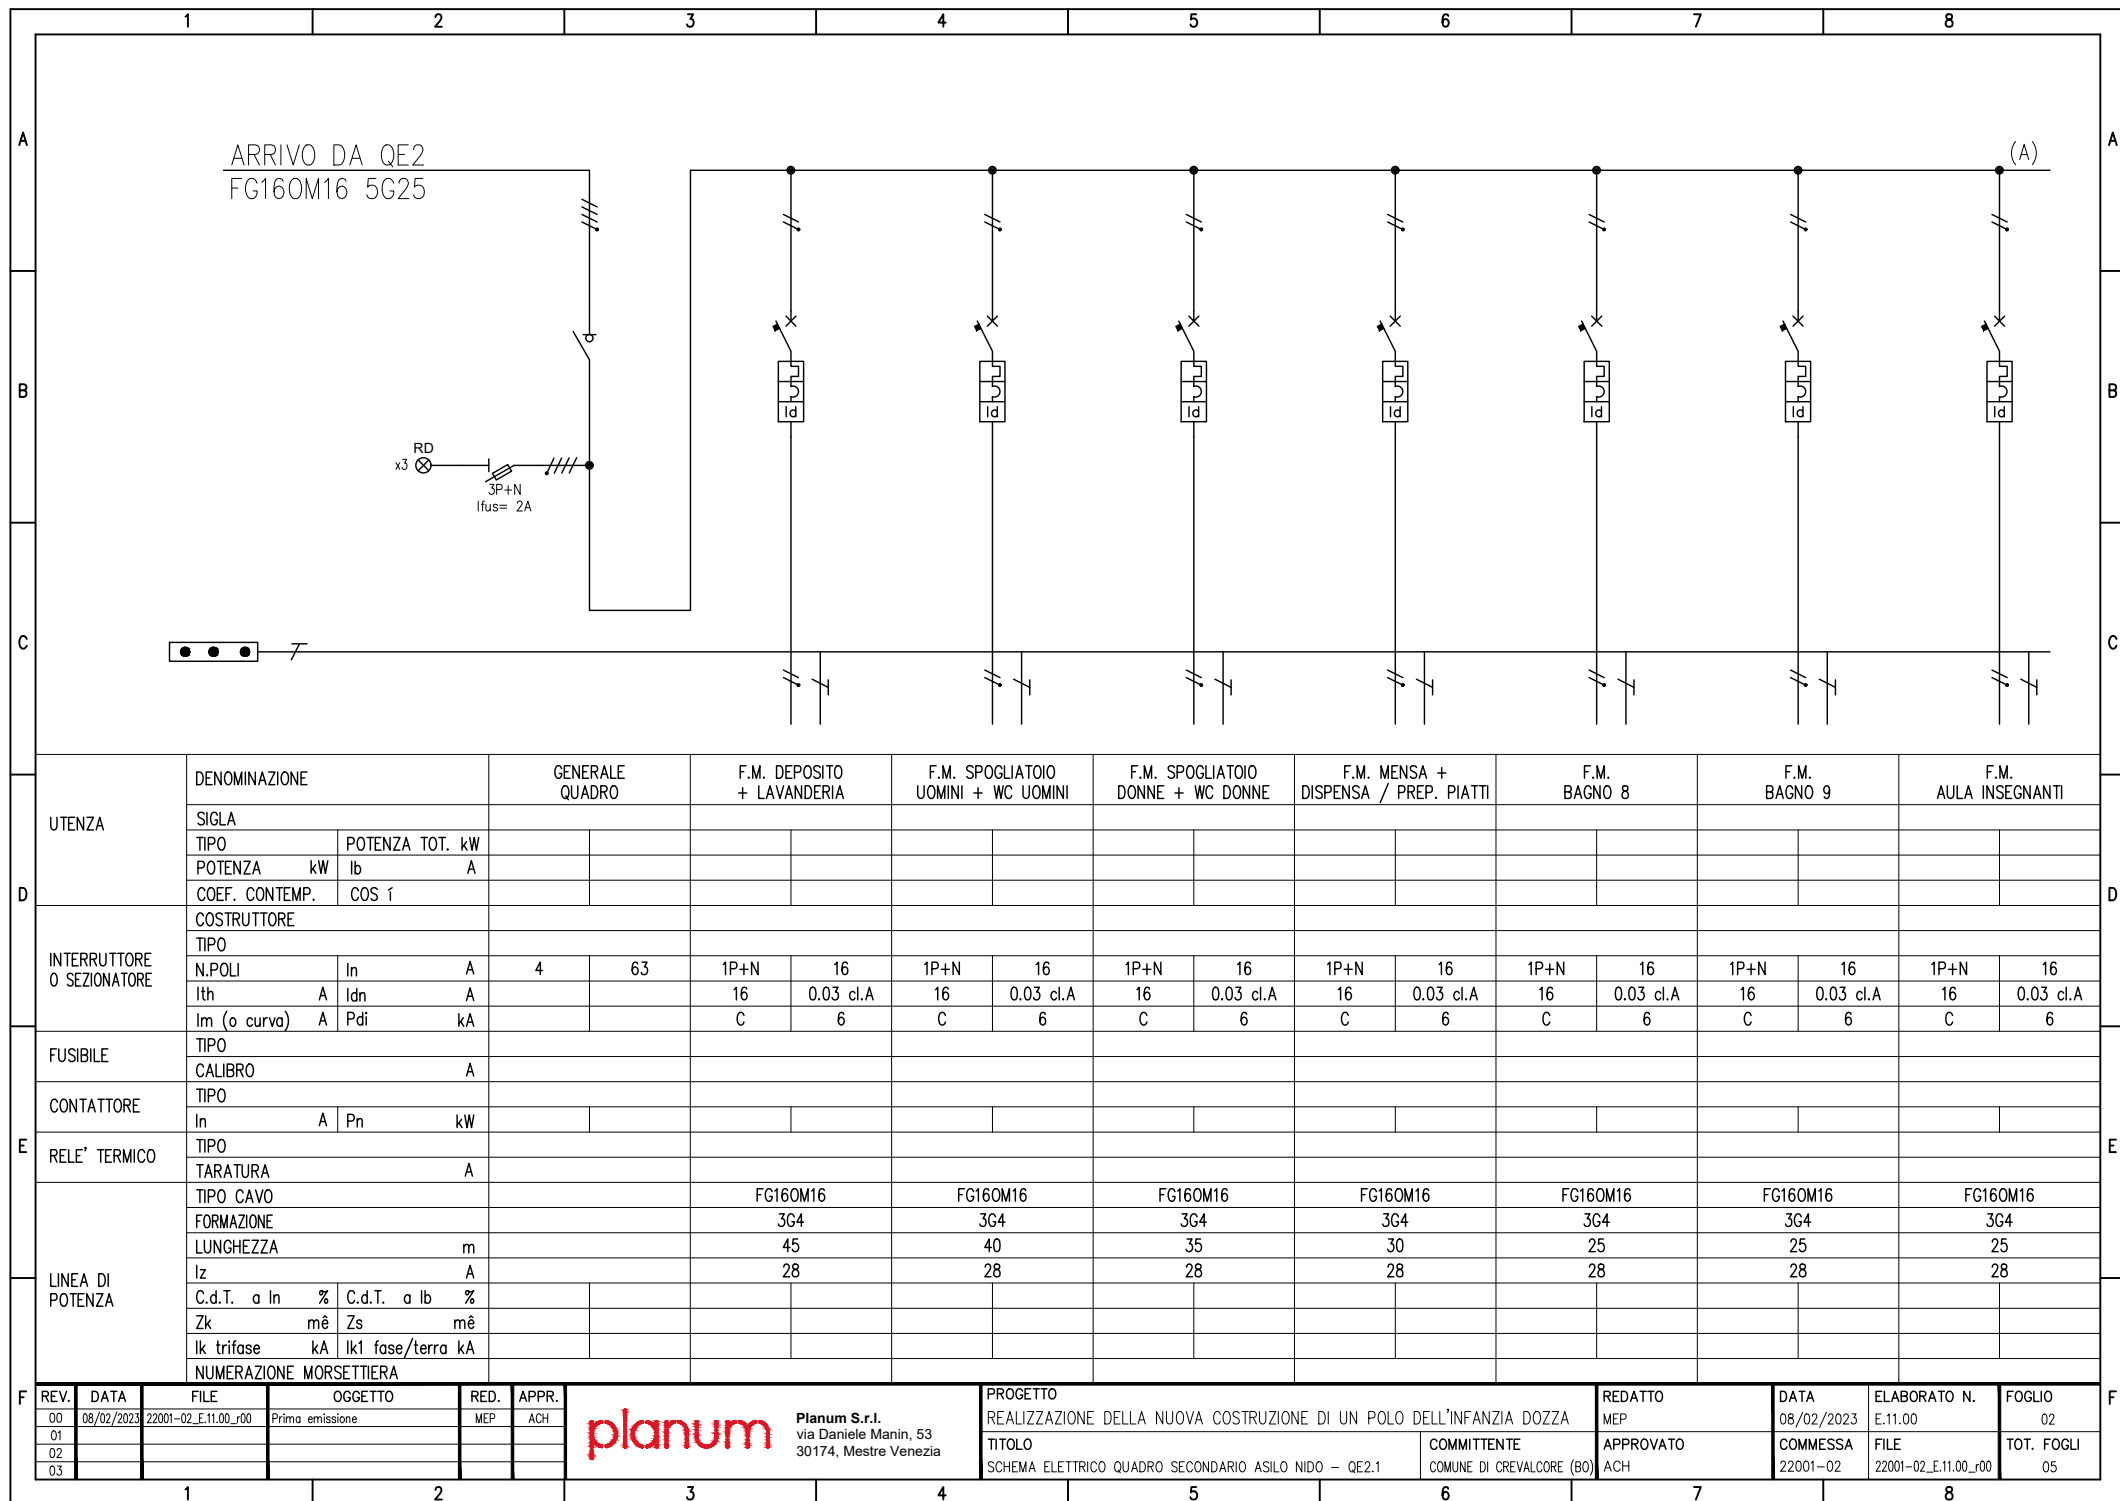 1 2 3 4 5 6 7 8
A A
ARRIVO DA QE2
FG16OM16 5G25
(A)
B B
Id Id Id Id Id Id Id
RD
x3
3P+N
Ifus= 2A
C C
UTENZA
DENOMINAZIONE
GENERALE QUADRO
F.M. DEPOSITO + LAVANDERIA
F.M. SPOGLIATOIO UOMINI + WC UOMINI
F.M. SPOGLIATOIO DONNE + WC DONNE
F.M. MENSA + DISPENSA / PREP. PIATTI
F.M. BAGNO 8
F.M. BAGNO 9
F.M. AULA INSEGNANTI
SIGLA
TIPO POTENZA TOT. kW
POTENZA kW Ib A
COEF. CONTEMP. COS í
D D
INTERRUTTORE O SEZIONATORE
COSTRUTTORE
TIPO
N.POLI In A 4 63 1P+N 16 1P+N 16 1P+N 16 1P+N 16 1P+N 16 1P+N 16 1P+N 16
Ith A Idn A 16 0.03 cl.A 16 0.03 cl.A 16 0.03 cl.A 16 0.03 cl.A 16 0.03 cl.A 16 0.03 cl.A 16 0.03 cl.A
Im (o curva) A Pdi kA C 6 C 6 C 6 C 6 C 6 C 6 C 6
FUSIBILE
TIPO
CALIBRO A
CONTATTORE
TIPO
In A Pn kW
E E
RELE' TERMICO
TIPO
TARATURA A
LINEA DI POTENZA
TIPO CAVO FG16OM16 FG16OM16 FG16OM16 FG16OM16 FG16OM16 FG16OM16 FG16OM16
FORMAZIONE 3G4 3G4 3G4 3G4 3G4 3G4 3G4
LUNGHEZZA m 45 40 35 30 25 25 25
Iz A 28 28 28 28 28 28 28
C.d.T. a In % C.d.T. a Ib %
Zk mê Zs mê
Ik trifase kA Ik1 fase/terra kA
NUMERAZIONE MORSETTIERA
F F
REV. DATA FILE OGGETTO RED. APPR.
00 08/02/2023 22001-02_E.11.00_r00 Prima emissione MEP ACH
01
02
03
planum
Planum S.r.l.
via Daniele Manin, 53
30174, Mestre Venezia
PROGETTO
REALIZZAZIONE DELLA NUOVA COSTRUZIONE DI UN POLO DELL'INFANZIA DOZZA
TITOLO
SCHEMA ELETTRICO QUADRO SECONDARIO ASILO NIDO - QE2.1
COMMITTENTE
COMUNE DI CREVALCORE (BO)
REDATTO
MEP
APPROVATO
ACH
DATA
08/02/2023
COMMESSA
22001-02
ELABORATO N.
E.11.00
FILE
22001-02_E.11.00_r00
FOGLIO
02
TOT. FOGLI
05
1 2 3 4 5 6 7 8